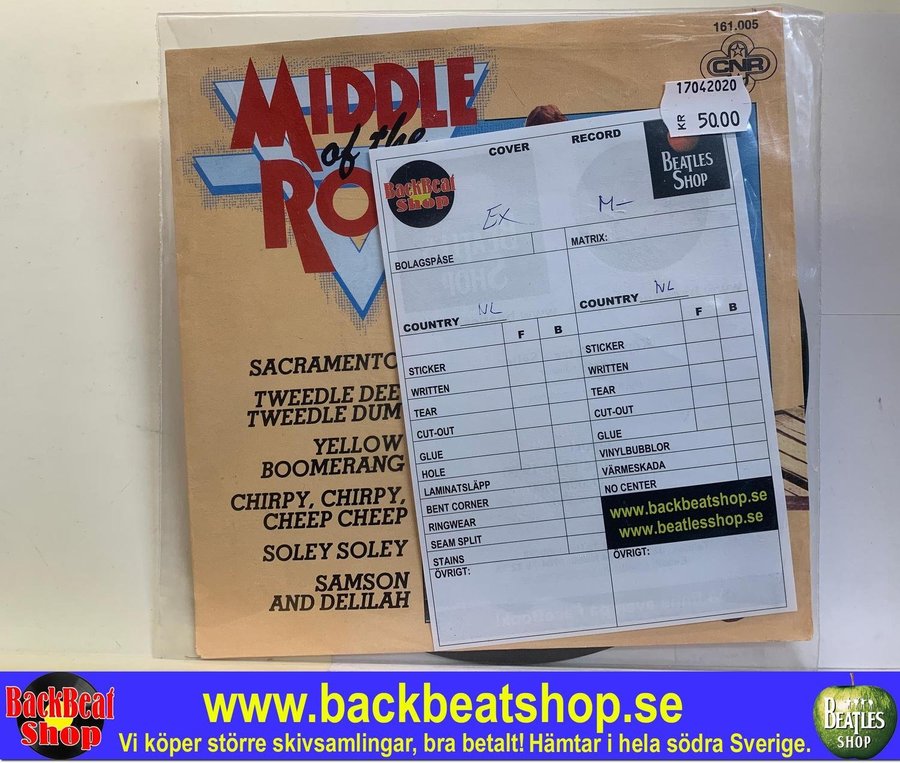 161.005
CNR
17042020
KR 50.00
MIDDLE
of the
RO
COVER
RECORD
BackBeat
Shop
BEATLES
SHOP
EX
M-
BOLAGSPÅSE
MATRIX:
COUNTRY NL
COUNTRY NL
F B
F B
STICKER
WRITTEN
TEAR
CUT-OUT
GLUE
HOLE
LAMINATSLÄPP
BENT CORNER
RINGWEAR
SEAM SPLIT
STAINS
ÖVRIGT:
STICKER
WRITTEN
TEAR
CUT-OUT
GLUE
VINYLBUBBLOR
VÄRMESKADA
NO CENTER
www.backbeatshop.se
www.beatlesshop.se
ÖVRIGT:
SACRAMENTO
TWEEDLE DEE
TWEEDLE DUM
YELLOW
BOOMERANG
CHIRPY, CHIRPY,
CHEEP CHEEP
SOLEY SOLEY
SAMSON
AND DELILAH
BackBeat
Shop
www.backbeatshop.se
Vi köper större skivsamlingar, bra betalt! Hämtar i hela södra Sverige.
BEATLES
SHOP